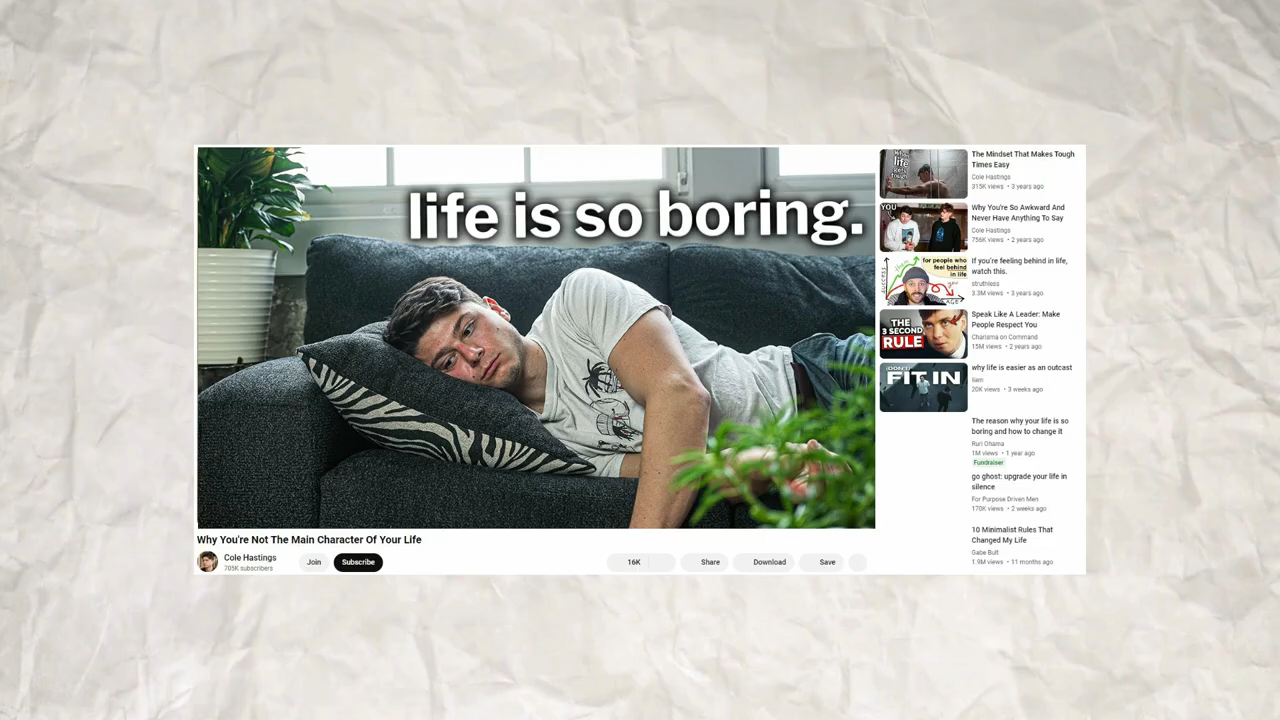 life is so boring.
Why You're Not The Main Character Of Your Life
Cole Hastings
705K subscribers
Join
Subscribe
16K
Share
Download
Save
The Mindset That Makes Tough
Times Easy
Cole Hastings
315K views • 3 years ago
YOU
Why You're So Awkward And
Never Have Anything To Say
Cole Hastings
756K views • 2 years ago
for people who
feel behind
in life
If you're feeling behind in life,
watch this.
struthless
3.3M views • 3 years ago
THE
3 SECOND
RULE
Speak Like A Leader: Make
People Respect You
Charisma on Command
15M views • 2 years ago
(DON'T)
FIT IN
why life is easier as an outcast
liam
20K views • 3 weeks ago
The reason why your life is so
boring and how to change it
Ruri Ohama
1M views • 1 year ago
Fundraiser
go ghost: upgrade your life in
silence
For Purpose Driven Men
170K views • 2 weeks ago
10 Minimalist Rules That
Changed My Life
Gabe Bult
1.9M views • 11 months ago